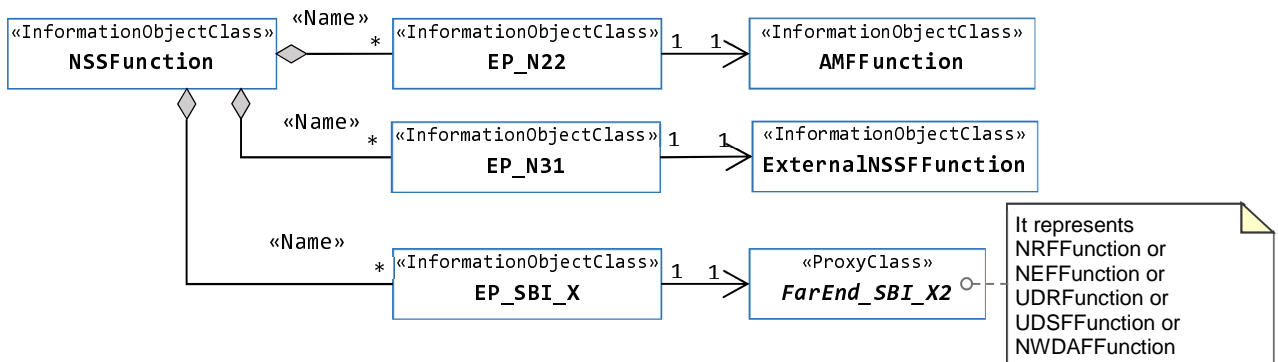 «InformationObjectClass»
NSSFunction
«Name»
*
«InformationObjectClass»
EP_N22
1 1
«InformationObjectClass»
AMFFunction
«Name»
*
«InformationObjectClass»
EP_N31
1 1
«InformationObjectClass»
ExternalNSSFFunction
«Name»
*
«InformationObjectClass»
EP_SBI_X
1 1
«ProxyClass»
FarEnd_SBI_X2
It represents
NRFFunction or
NEFFunction or
UDRFunction or
UDSFFunction or
NWDAFFunction